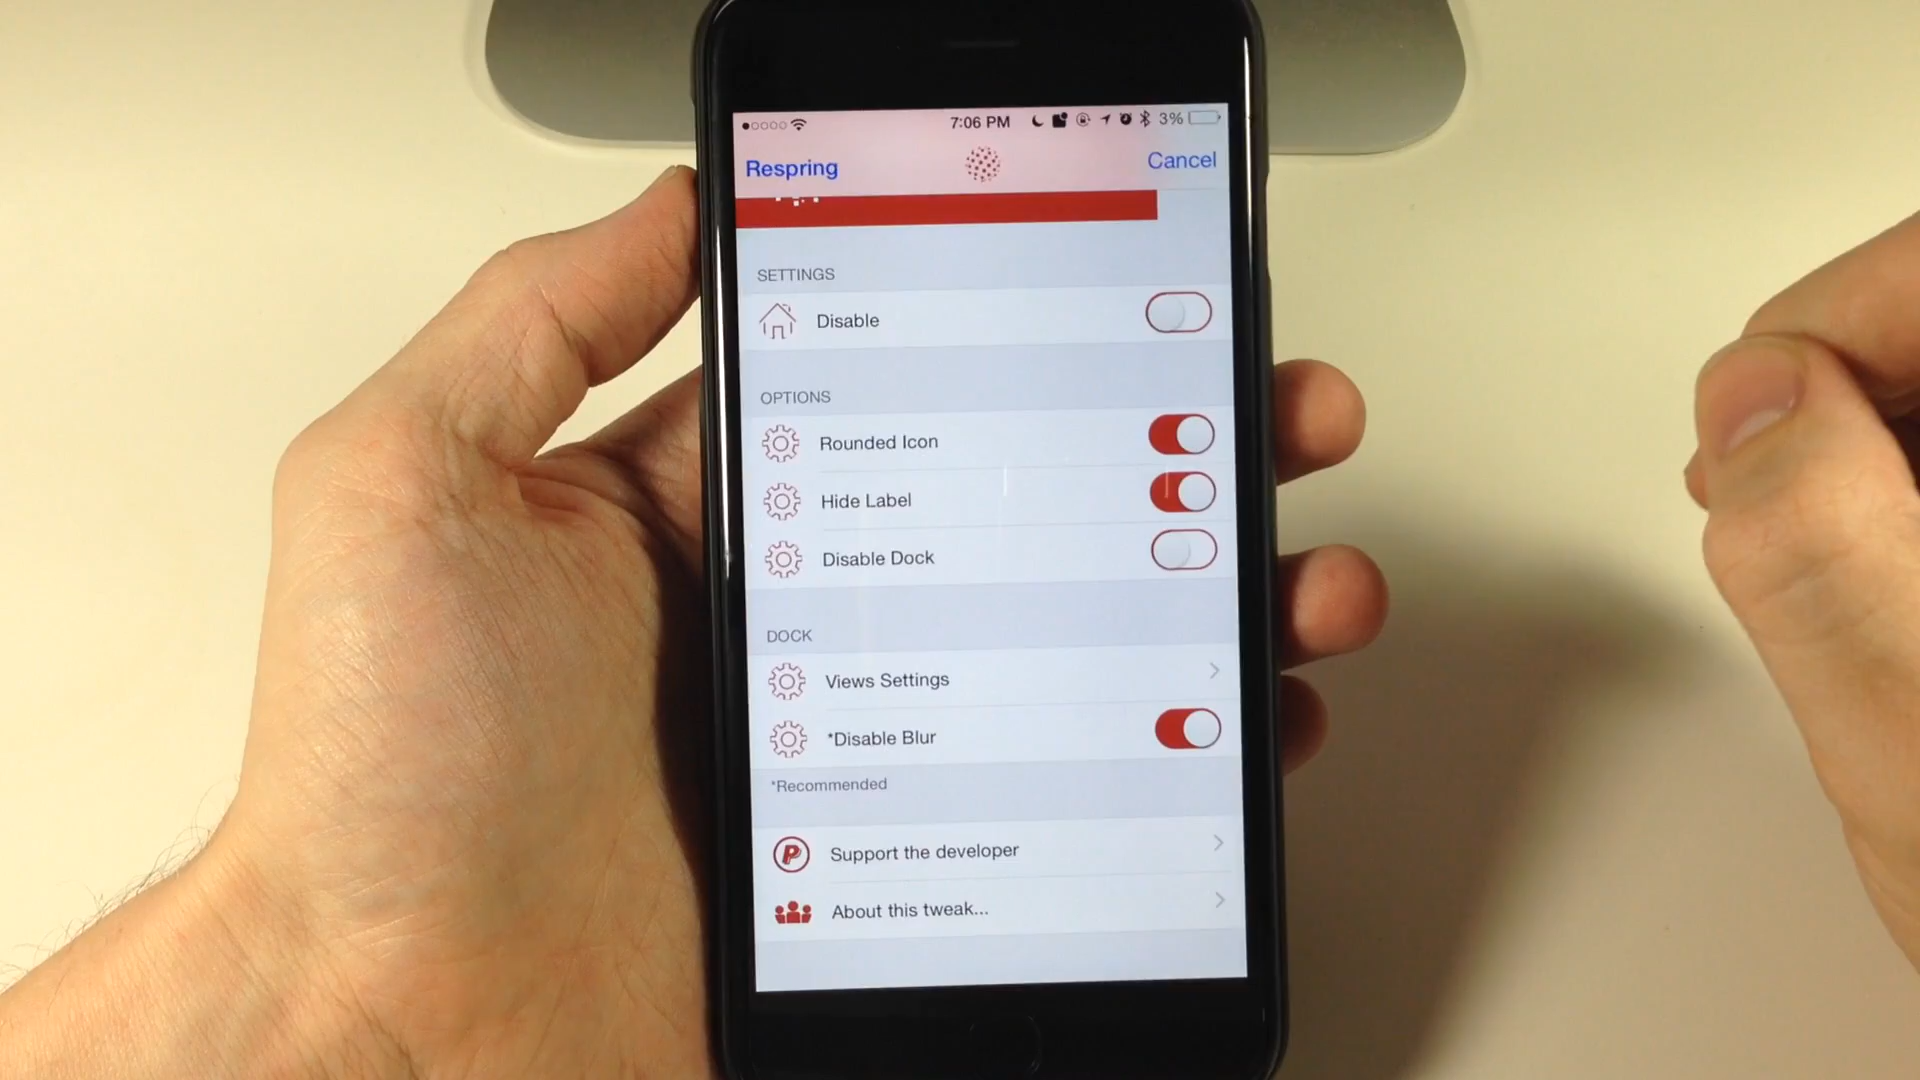 7:06 PM 3%
Respring Cancel
SETTINGS
Disable
OPTIONS
Rounded Icon
Hide Label
Disable Dock
DOCK
Views Settings
*Disable Blur
*Recommended
Support the developer
About this tweak...